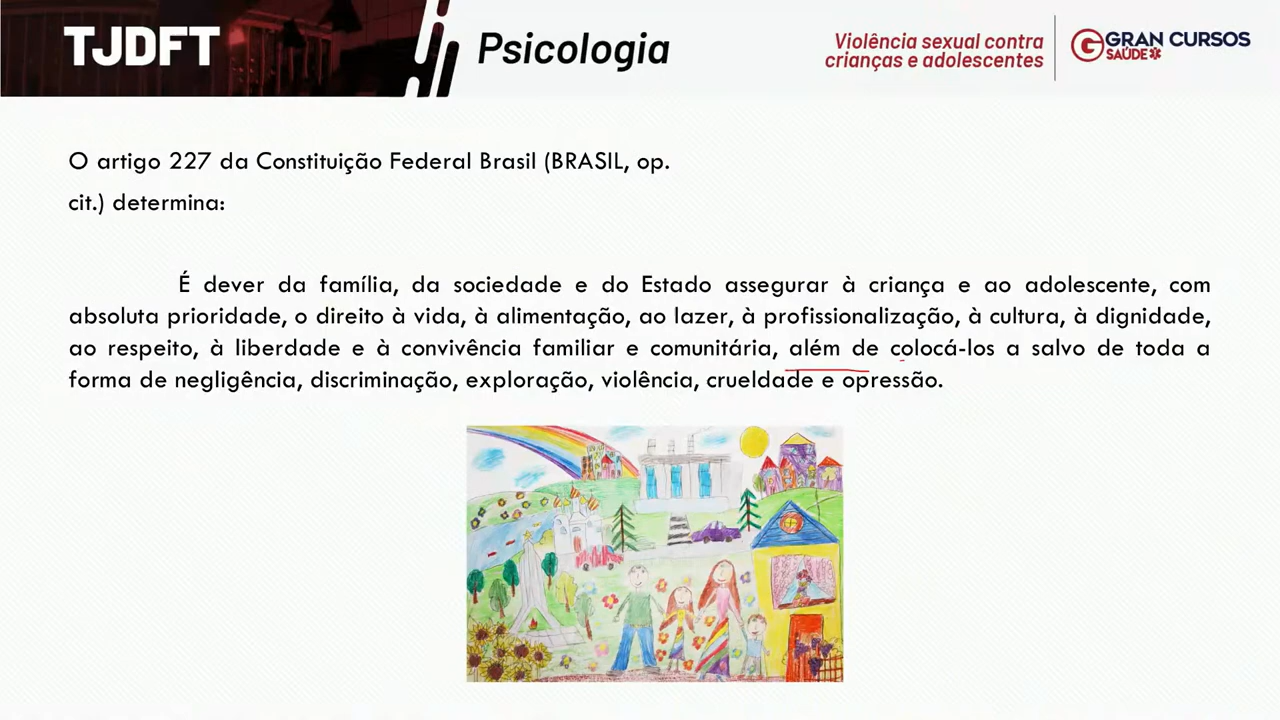 TJDFT
Psicologia
Violência sexual contra
crianças e adolescentes
GRAN CURSOS
SAÚDE
O artigo 227 da Constituição Federal Brasil (BRASIL, op.
cit.) determina:
É dever da família, da sociedade e do Estado assegurar à criança e ao adolescente, com
absoluta prioridade, o direito à vida, à alimentação, ao lazer, à profissionalização, à cultura, à dignidade,
ao respeito, à liberdade e à convivência familiar e comunitária, além de colocá-los a salvo de toda a
forma de negligência, discriminação, exploração, violência, crueldade e opressão.